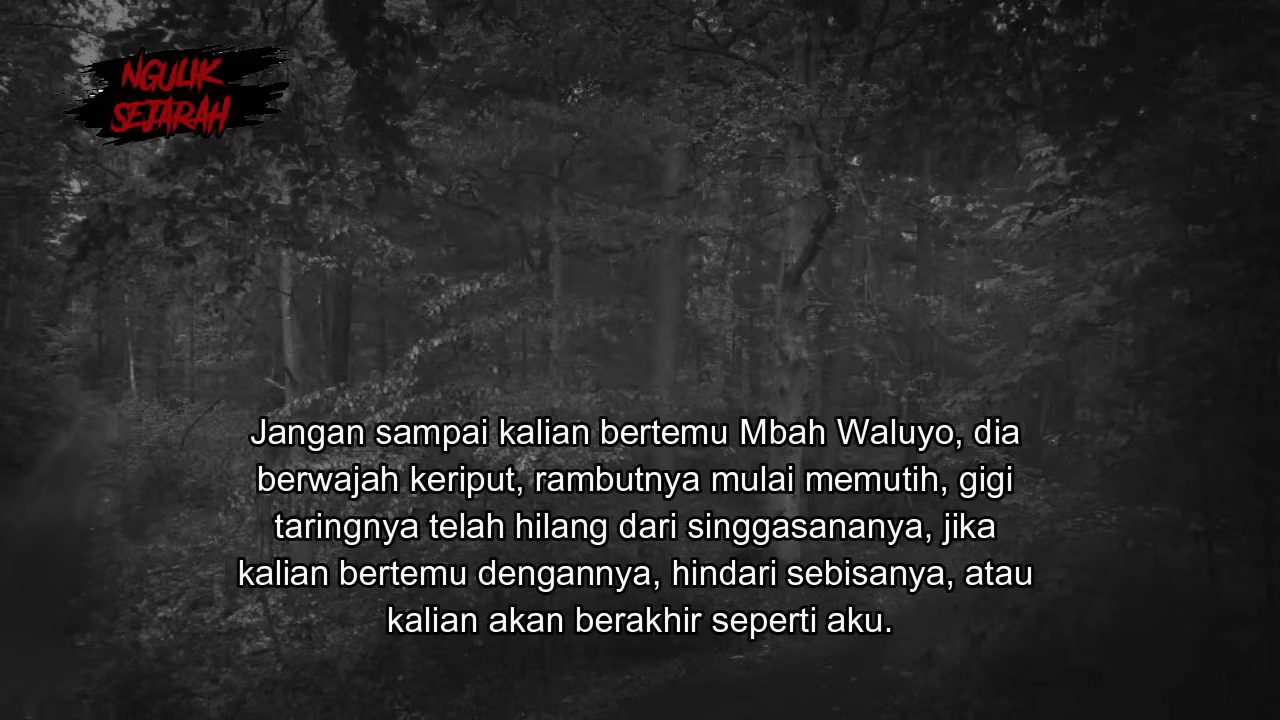 NGULIK
SEJARAH
Jangan sampai kalian bertemu Mbah Waluyo, dia
berwajah keriput, rambutnya mulai memutih, gigi
taringnya telah hilang dari singgasananya, jika
kalian bertemu dengannya, hindari sebisanya, atau
kalian akan berakhir seperti aku.